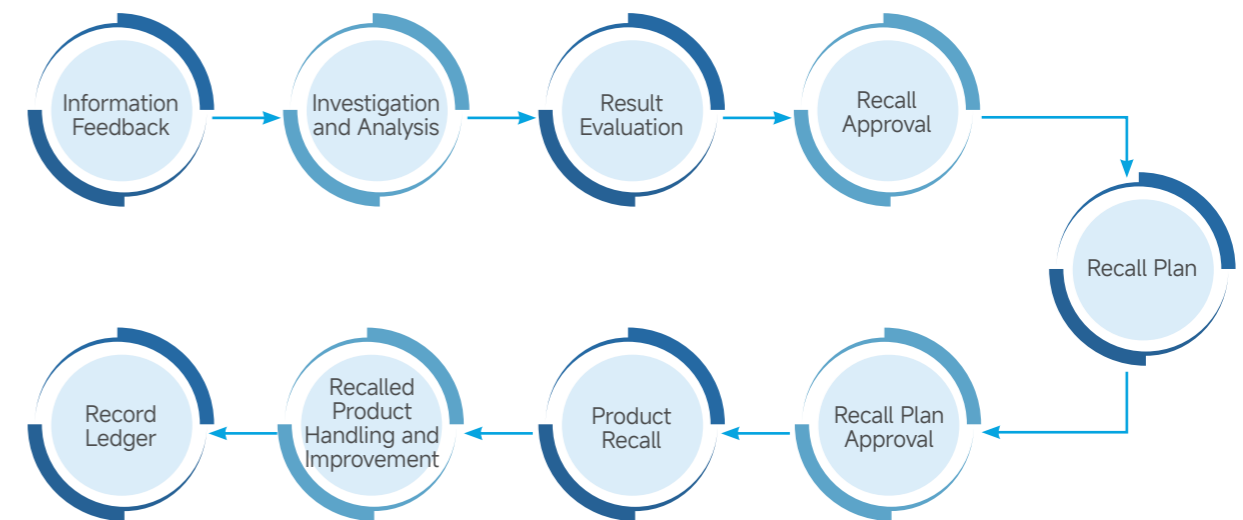 Information
Feedback
Investigation
and Analysis
Result
Evaluation
Recall
Approval
Recall Plan
Recall Plan
Approval
Product
Recall
Recalled
Product
Handling and
Improvement
Record
Ledger